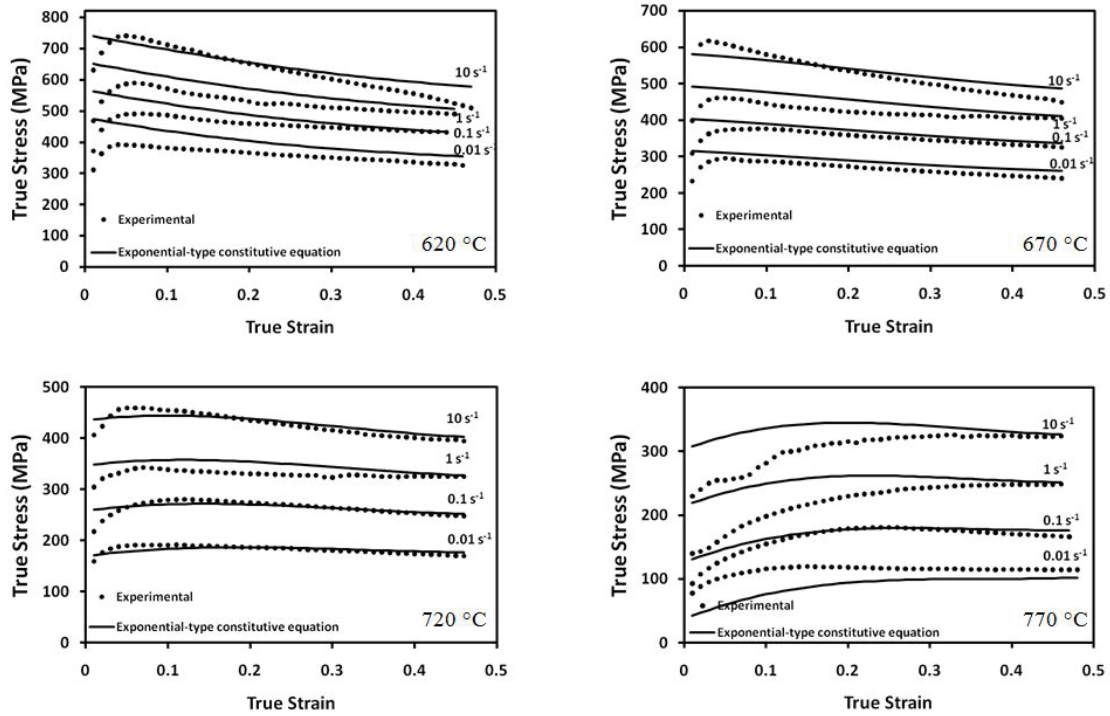 True Stress (MPa)
800
700
600
500
400
300
200
100
0
10 s-1
1 s-1
0.1 s-1
0.01 s-1
Experimental
Exponential-type constitutive equation
620 °C
0 0.1 0.2 0.3 0.4 0.5
True Strain
True Stress (MPa)
700
600
500
400
300
200
100
0
10 s-1
1 s-1
0.1 s-1
0.01 s-1
Experimental
Exponential-type constitutive equation
670 °C
0 0.1 0.2 0.3 0.4 0.5
True Strain
True Stress (MPa)
500
400
300
200
100
0
10 s-1
1 s-1
0.1 s-1
0.01 s-1
Experimental
Exponential-type constitutive equation
720 °C
0 0.1 0.2 0.3 0.4 0.5
True Strain
True Stress (MPa)
400
300
200
100
0
10 s-1
1 s-1
0.1 s-1
0.01 s-1
Experimental
Exponential-type constitutive equation
770 °C
0 0.1 0.2 0.3 0.4 0.5
True Strain